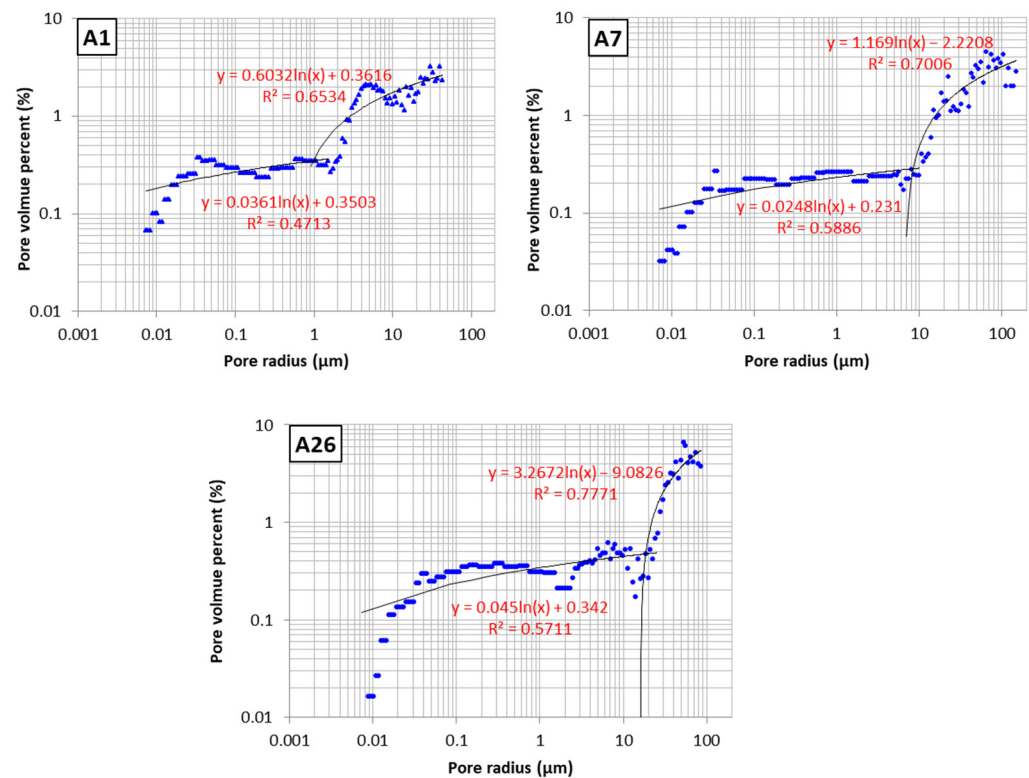 A1
10
1
0.1
0.01
Pore volmue percent (%)
y = 0.6032ln(x) + 0.3616
R² = 0.6534
y = 0.0361ln(x) + 0.3503
R² = 0.4713
0.001 0.01 0.1 1 10 100
Pore radius (µm)
A7
10
1
0.1
0.01
Pore volmue percent (%)
y = 1.169ln(x) – 2.2208
R² = 0.7006
y = 0.0248ln(x) + 0.231
R² = 0.5886
0.001 0.01 0.1 1 10 100
Pore radius (µm)
A26
10
1
0.1
0.01
Pore volmue percent (%)
y = 3.2672ln(x) – 9.0826
R² = 0.7771
y = 0.045ln(x) + 0.342
R² = 0.5711
0.001 0.01 0.1 1 10 100
Pore radius (µm)